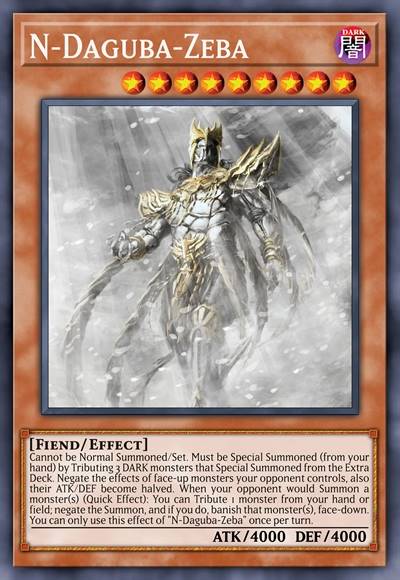 N-Daguba-Zeba
DARK
闇
[Fiend/Effect]
Cannot be Normal Summoned/Set. Must be Special Summoned (from your
hand) by Tributing 3 DARK monsters that Special Summoned from the Extra
Deck. Negate the effects of face-up monsters your opponent controls, also
their ATK/DEF become halved. When your opponent would Summon a
monster(s) (Quick Effect): You can Tribute 1 monster from your hand or
field; negate the Summon, and if you do, banish that monster(s), face-down.
You can only use this effect of "N-Daguba-Zeba" once per turn.
ATK/4000 DEF/4000